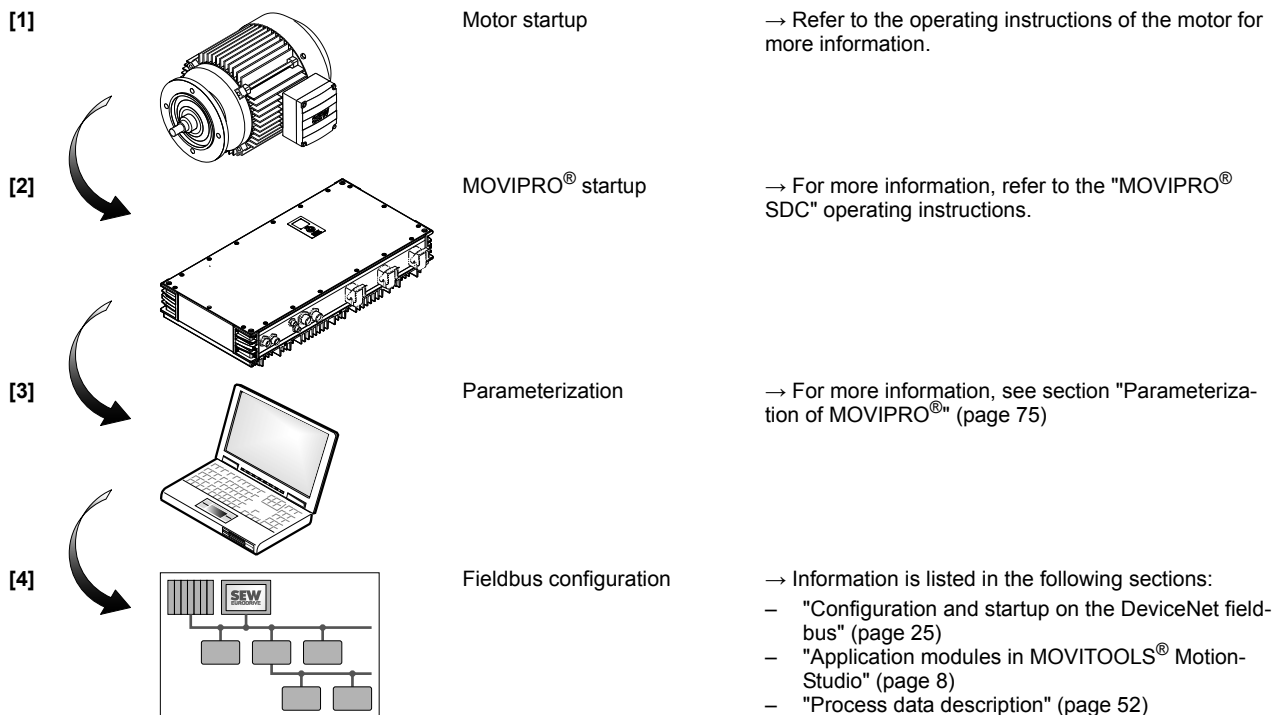 [1]
Motor startup
→ Refer to the operating instructions of the motor for
more information.
SEW
[2]
MOVIPRO® startup
→ For more information, refer to the "MOVIPRO®
SDC" operating instructions.
[3]
Parameterization
→ For more information, see section "Parameteriza-
tion of MOVIPRO®" (page 75)
[4]
SEW
EURODRIVE
Fieldbus configuration
→ Information is listed in the following sections:
– "Configuration and startup on the DeviceNet field-
bus" (page 25)
– "Application modules in MOVITOOLS® Motion-
Studio" (page 8)
– "Process data description" (page 52)